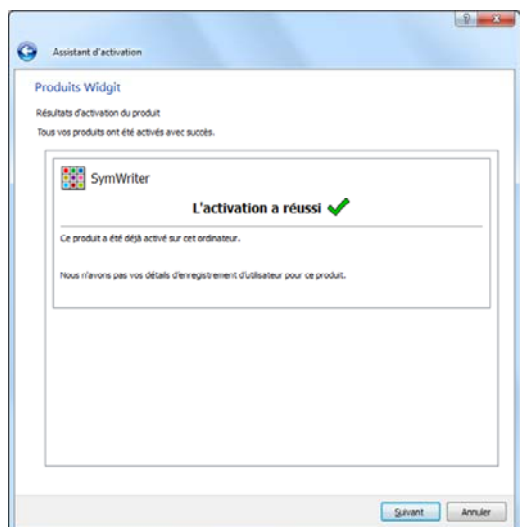 Assistant d'activation
Produits Widgit
Résultats d'activation du produit
Tous vos produits ont été activés avec succès.
SymWriter
L'activation a réussi
Ce produit a été déjà activé sur cet ordinateur.
Nous n'avons pas vos détails d'enregistrement d'utilisateur pour ce produit.
Suivant
Annuler